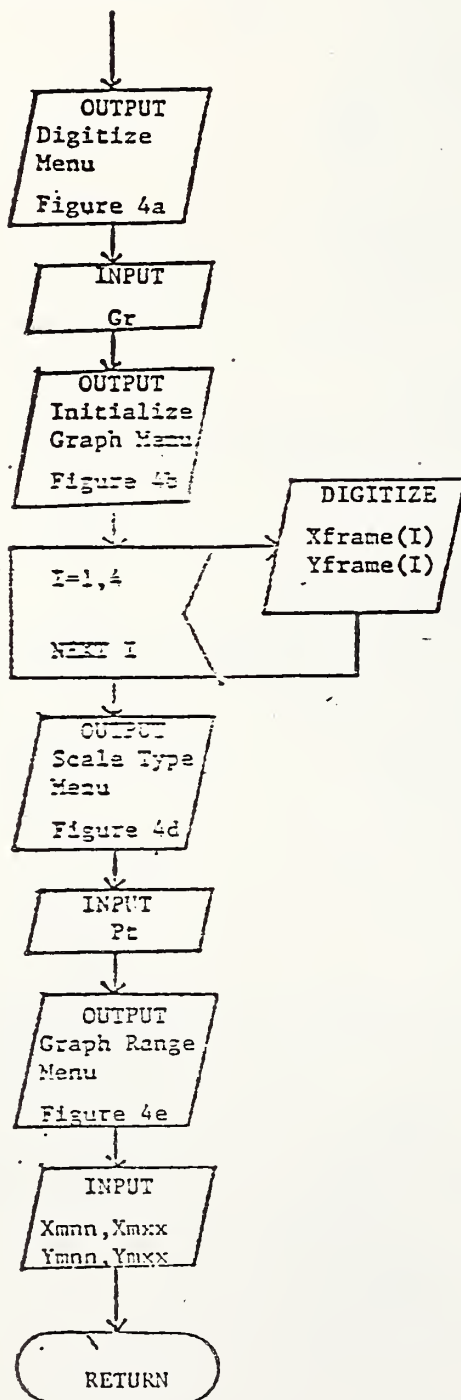 OUTPUT
Digitize
Menu
Figure 4a
INPUT
Gr
OUTPUT
Initialize
Graph Menu
Figure 4b
DIGITIZE
Xframe(I)
Yframe(I)
I=1,4
NEXT I
OUTPUT
Scale Type
Menu
Figure 4d
INPUT
Pt
OUTPUT
Graph Range
Menu
Figure 4e
INPUT
Xmnn,Xmxx
Ymnn,Ymxx
RETURN